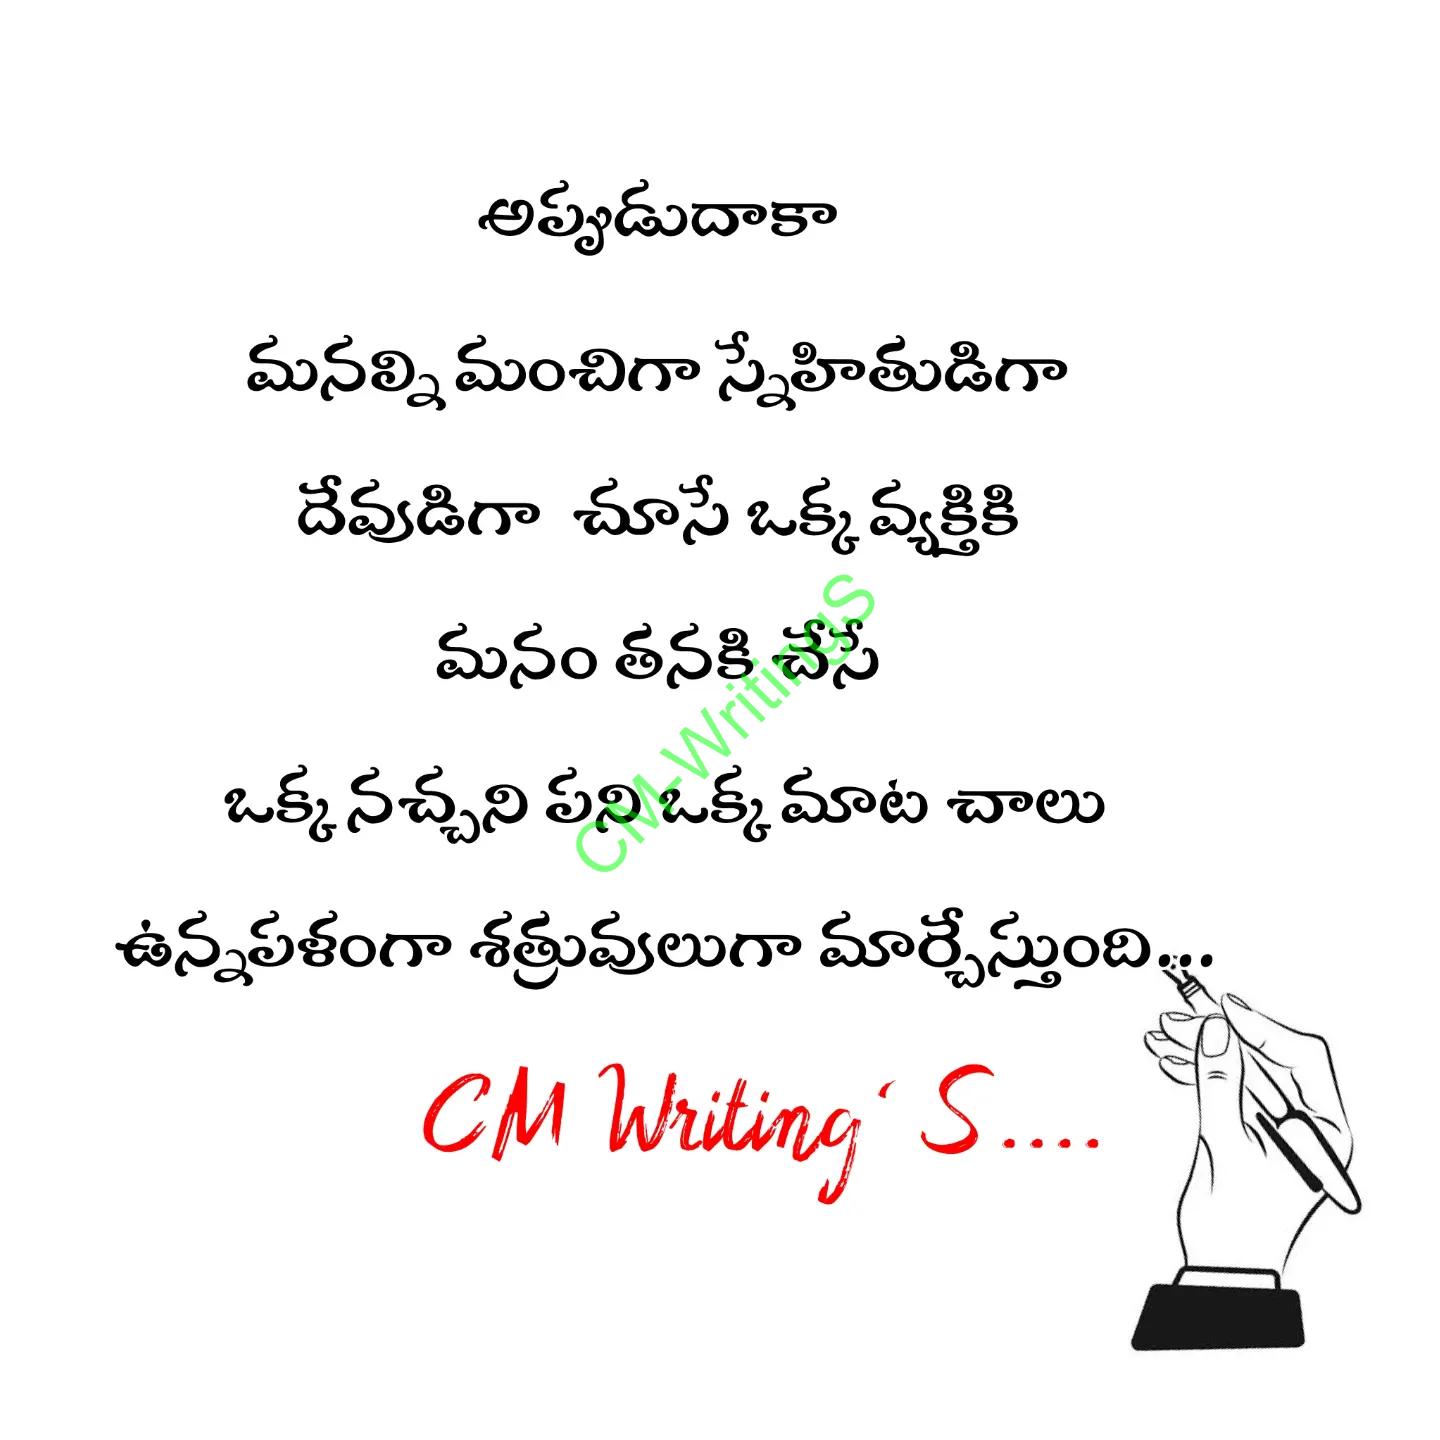 అప్పుడుదాకా
మనల్ని మంచిగా స్నేహితుడిగా
దేవుడిగా చూసే ఒక్క వ్యక్తికి
మనం తనకి చేసే
ఒక్క నచ్చని పని ఒక్క మాట చాలు
ఉన్నపళంగా శత్రువులుగా మార్చేస్తుంది...
CM-WritingS
CM Writing' S....